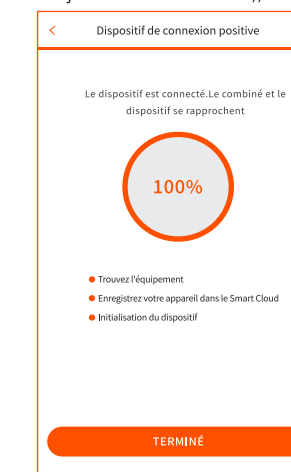 Dispositif de connexion positive
Le dispositif est connecté.Le combiné et le
dispositif se rapprochent
100%
Trouvez l'équipement
Enregistrez votre appareil dans le Smart Cloud
Initialisation du dispositif
TERMINÉ